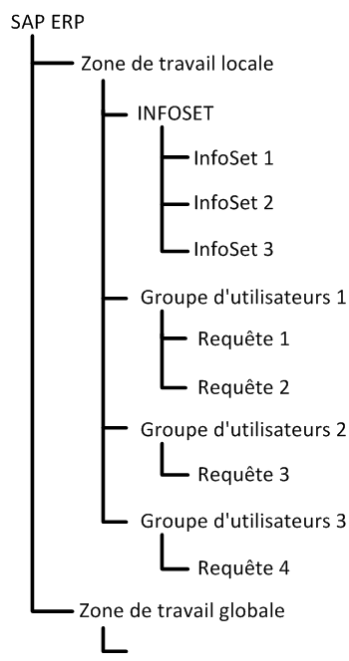 SAP ERP
Zone de travail locale
INFOSET
InfoSet 1
InfoSet 2
InfoSet 3
Groupe d'utilisateurs 1
Requête 1
Requête 2
Groupe d'utilisateurs 2
Requête 3
Groupe d'utilisateurs 3
Requête 4
Zone de travail globale